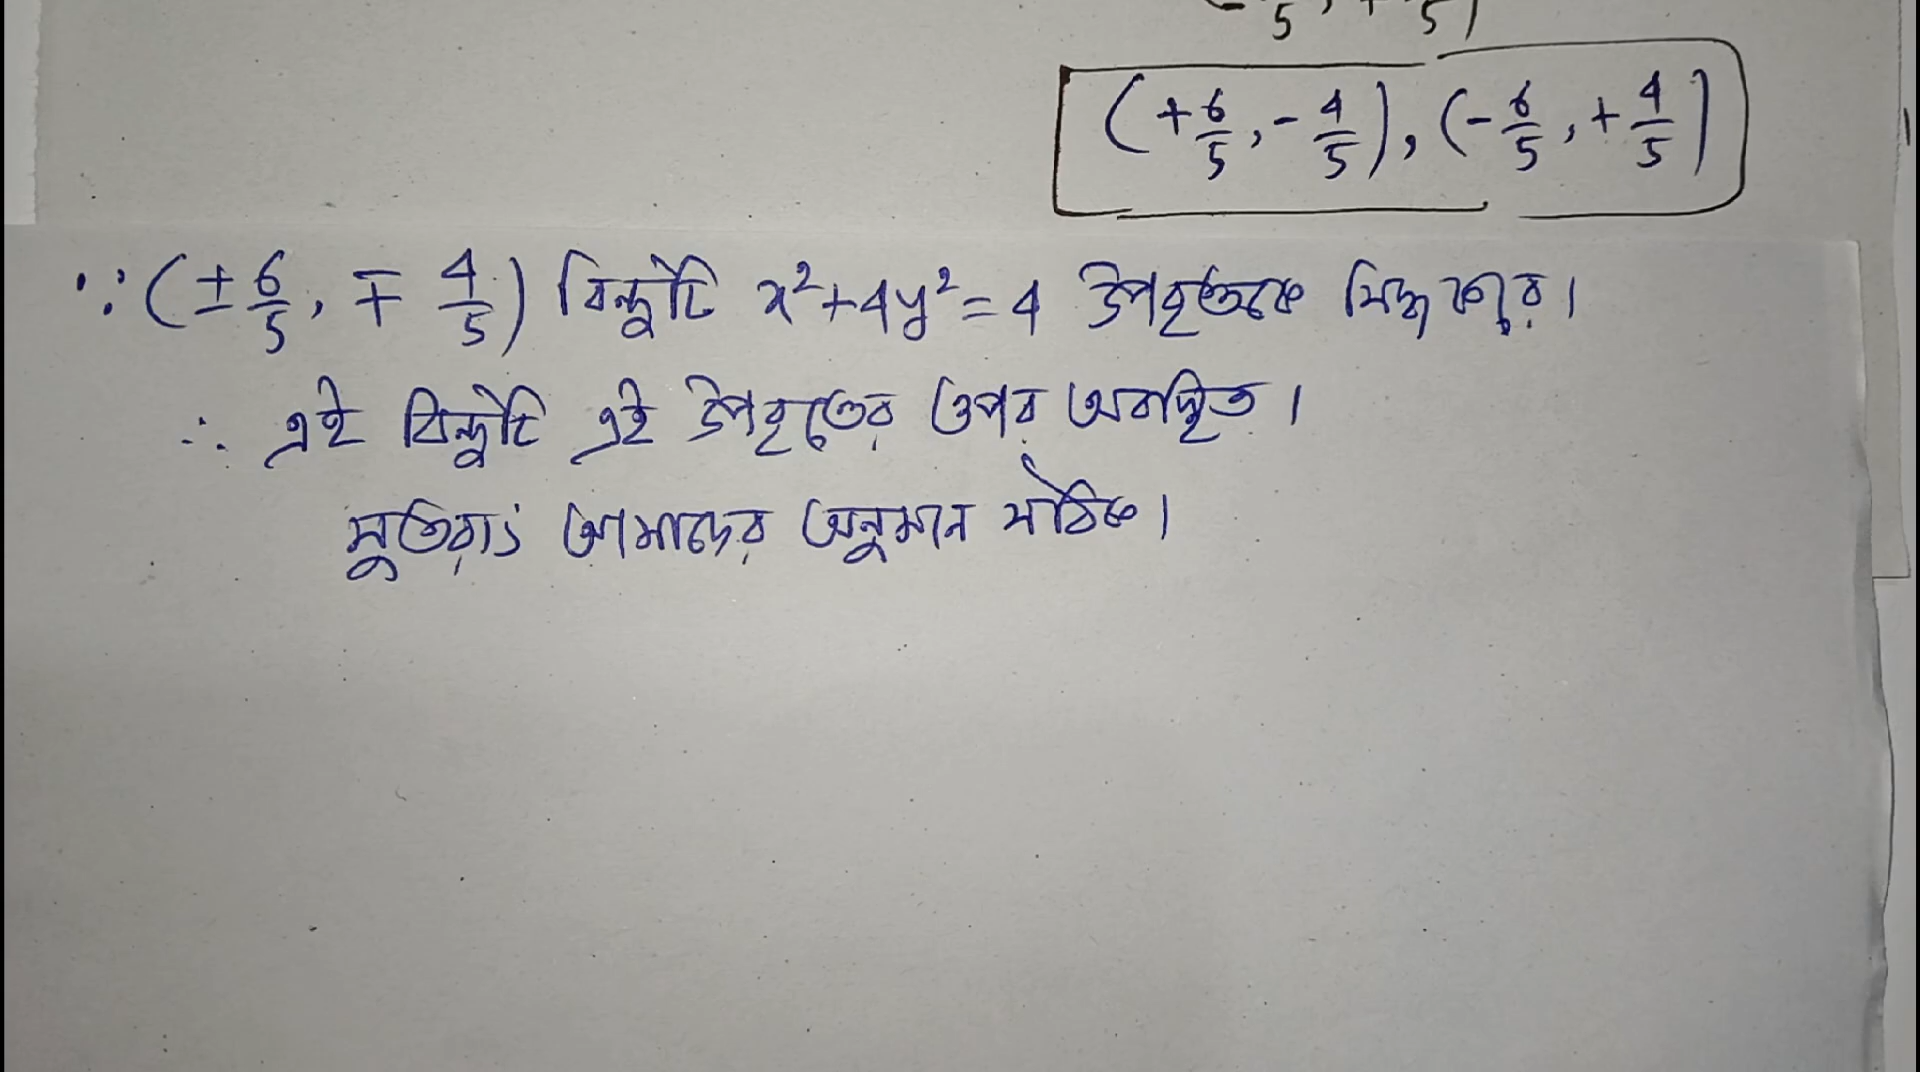 (+6/5, -4/5), (-6/5, +4/5)
∵ (±6/5, ∓4/5) বিন্দুটি x²+4y²=4 উপবৃত্তকে সিদ্ধ করে।
∴ এই বিন্দুটি এই উপবৃত্তের ওপর অবস্থিত।
সুতরাং আমাদের অনুমান সঠিক।